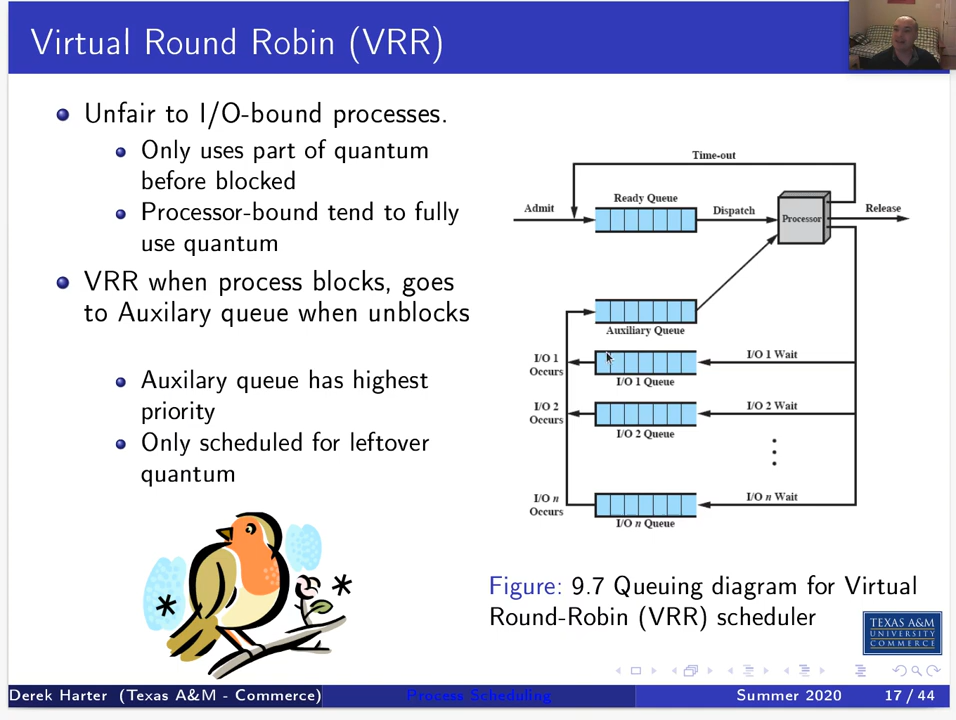 Virtual Round Robin (VRR)
Unfair to I/O-bound processes.
Only uses part of quantum
before blocked
Processor-bound tend to fully
use quantum
VRR when process blocks, goes
to Auxilary queue when unblocks
Auxilary queue has highest
priority
Only scheduled for leftover
quantum
Time-out
Admit
Ready Queue
Dispatch
Processor
Release
Auxiliary Queue
I/O 1
Occurs
I/O 1 Wait
I/O 1 Queue
I/O 2
Occurs
I/O 2 Wait
I/O 2 Queue
I/O n
Occurs
I/O n Wait
I/O n Queue
Figure: 9.7 Queuing diagram for Virtual
Round-Robin (VRR) scheduler
TEXAS A&M
UNIVERSITY
COMMERCE
Derek Harter (Texas A&M - Commerce)
Process Scheduling
Summer 2020
17 / 44